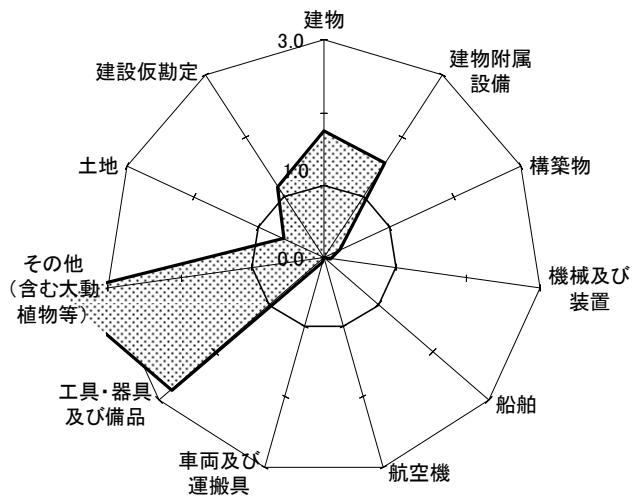 建物
3.0
建物附属
設備
構築物
機械及び
装置
船舶
航空機
車両及び
運搬具
工具・器具
及び備品
その他
（含む大動
植物等）
土地
建設仮勘定
1.0
0.0